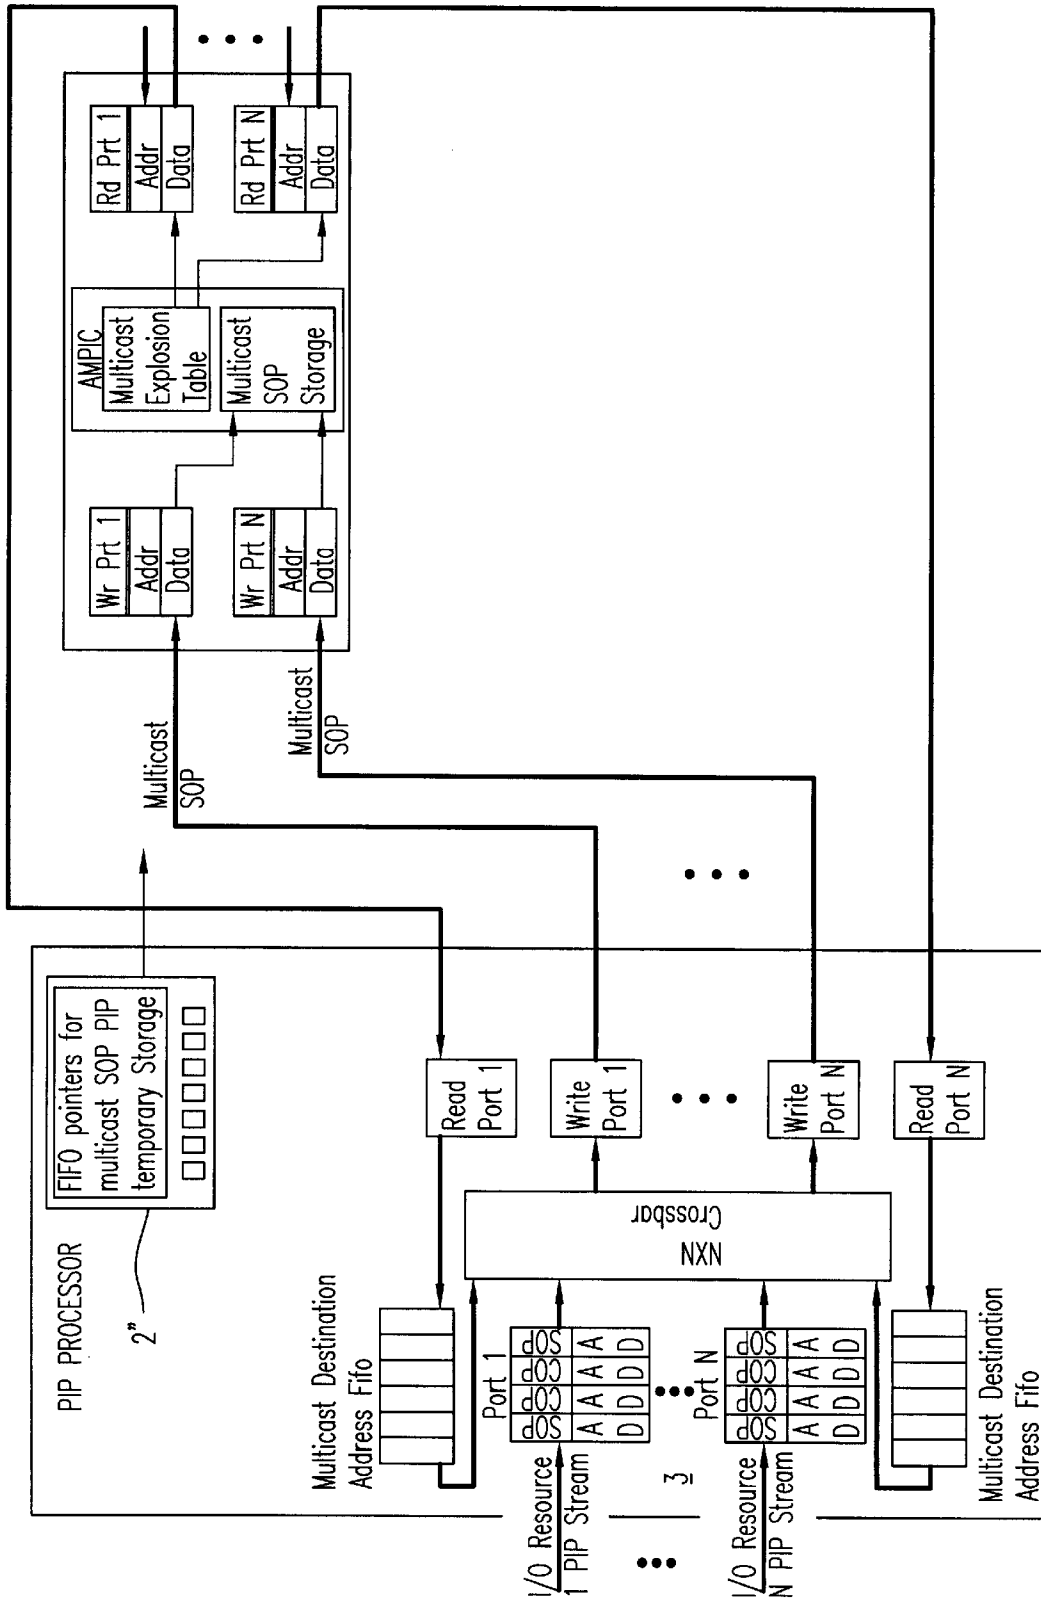 PIP PROCESSOR
FIFO pointers for
multicast SOP PIP
temporary Storage
2"
Multicast Destination
Address Fifo
Read
Port 1
Write
Port 1
Write
Port N
Read
Port N
NXN
Crossbar
Port 1
SOP COP COP SOP
A A A A
D D D D
Port N
SOP COP COP SOP
A A A A
D D D D
I/O Resource
1 PIP Stream
3
I/O Resource
N PIP Stream
Multicast Destination
Address Fifo
Multicast
SOP
Multicast
SOP
Wr Prt 1
Addr
Data
Wr Prt N
Addr
Data
AMPIC
Multicast
Explosion
Table
Multicast
SOP
Storage
Rd Prt 1
Addr
Data
Rd Prt N
Addr
Data